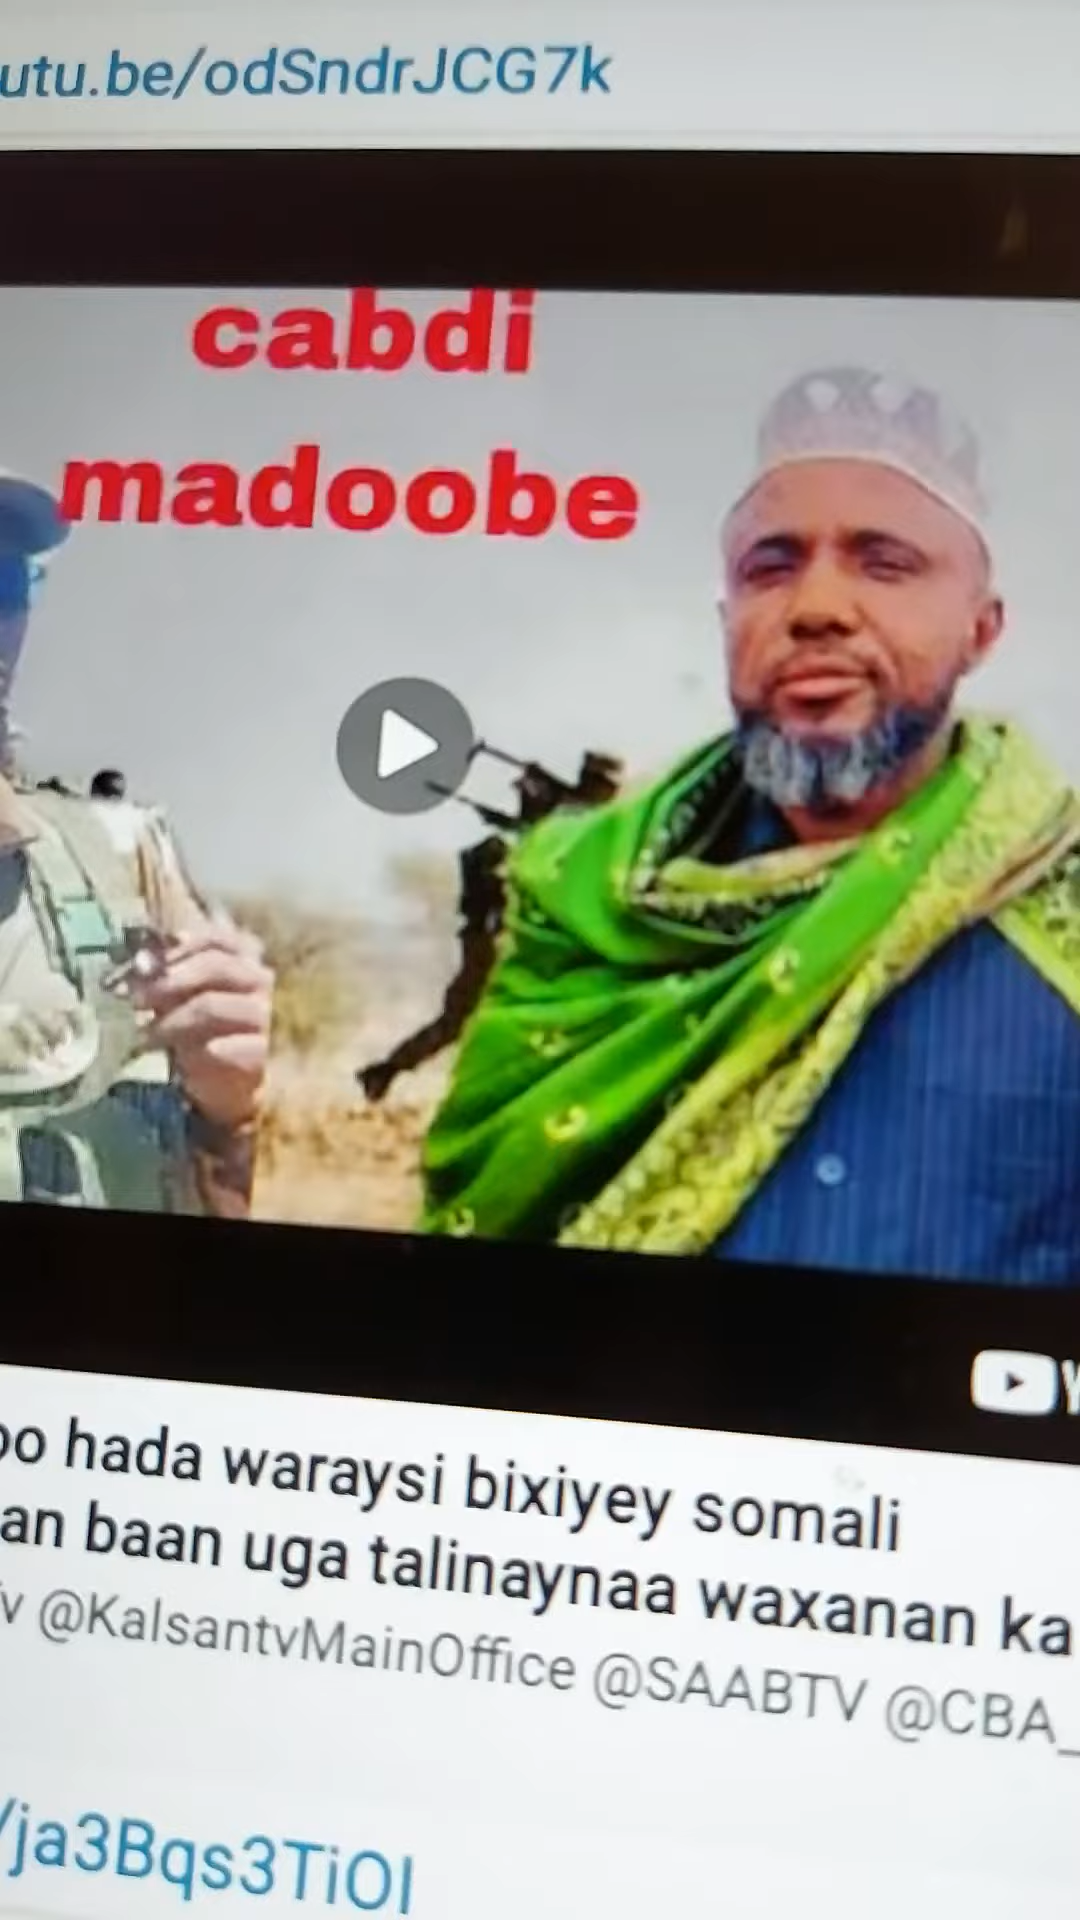 utu.be/odSndrJCG7k
cabdi
madoobe
oo hada waraysi bixiyey somali
an baan uga talinaynaa waxanan ka
v @KalsantvMainOffice @SAABTV @CBA_
/ja3Bqs3TiOI